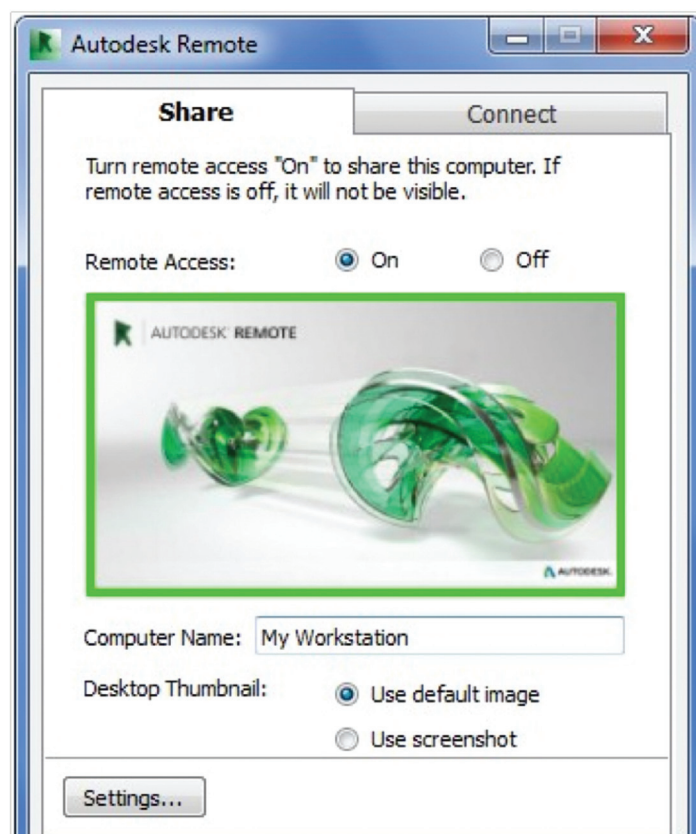 Autodesk Remote
Share
Connect
Turn remote access "On" to share this computer. If
remote access is off, it will not be visible.
Remote Access: On Off
AUTODESK® REMOTE
AUTODESK.
Computer Name: My Workstation
Desktop Thumbnail: Use default image
Use screenshot
Settings...